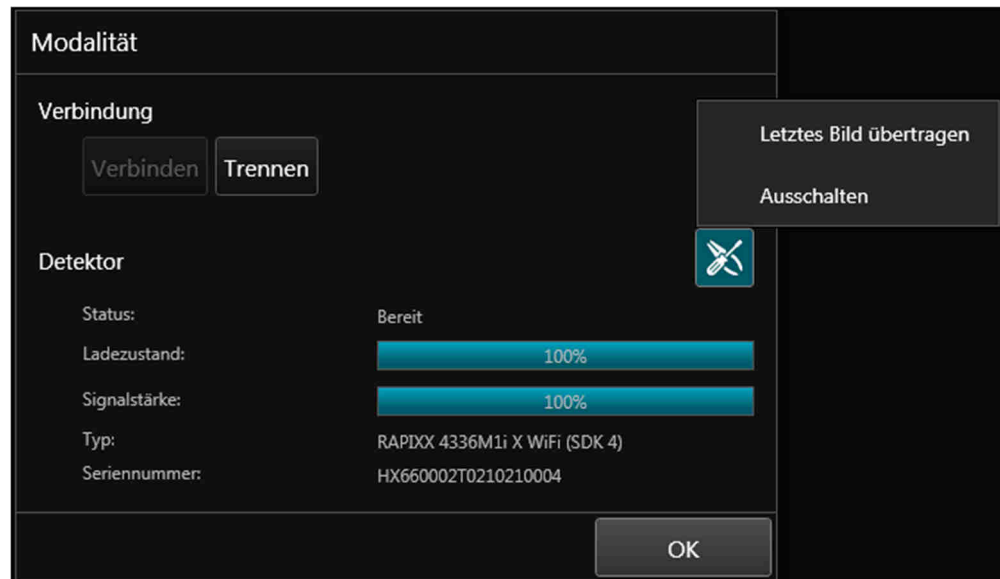 Modalität
Verbindung
Verbinden
Trennen
Letztes Bild übertragen
Ausschalten
Detektor
Status: Bereit
Ladezustand: 100%
Signalstärke: 100%
Typ: RAPIXX 4336M1i X WiFi (SDK 4)
Seriennummer: HX660002T0210210004
OK